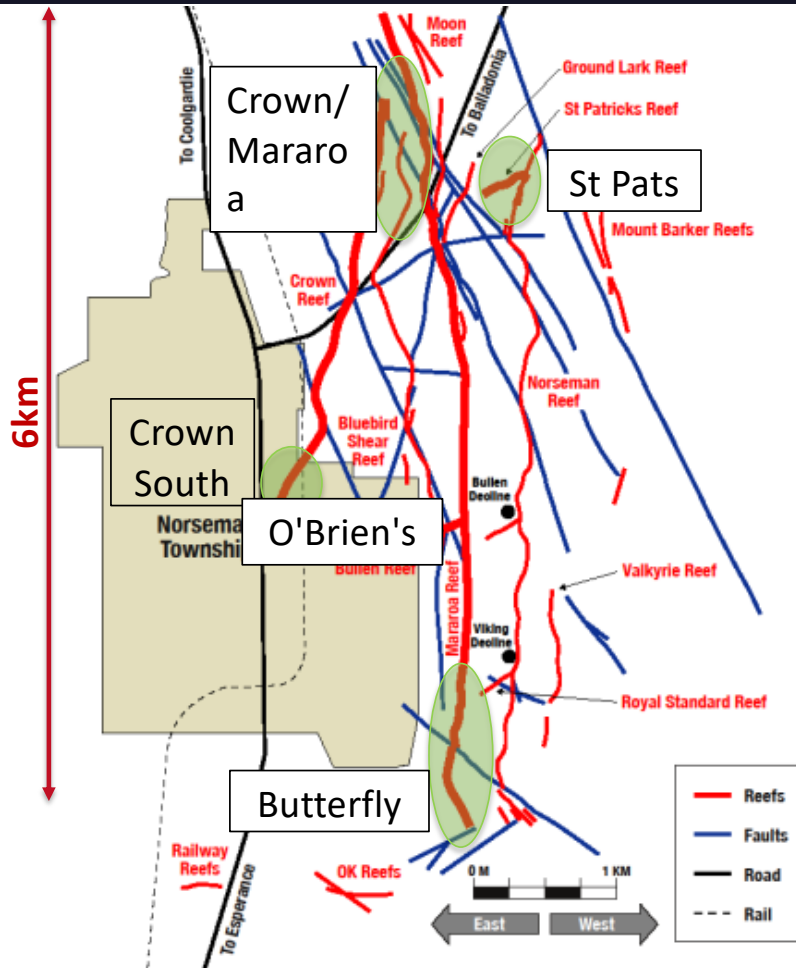 Moon
Reef
To Coolgardie
Crown/
Mararo
a
To Balladonia
Ground Lark Reef
St Patricks Reef
St Pats
Mount Barker Reefs
Crown
Reef
6km
Norseman
Reef
Crown
South
Bluebird
Shear
Reef
Bullen
Decline
O'Brien's
Norsema
Townshi
Bullen Reef
Mararoa Reef
Valkyrie Reef
Viking
Decline
Royal Standard Reef
Butterfly
Railway
Reefs
OK Reefs
To Esperance
0 M
1 KM
East
West
Reefs
Faults
Road
Rail